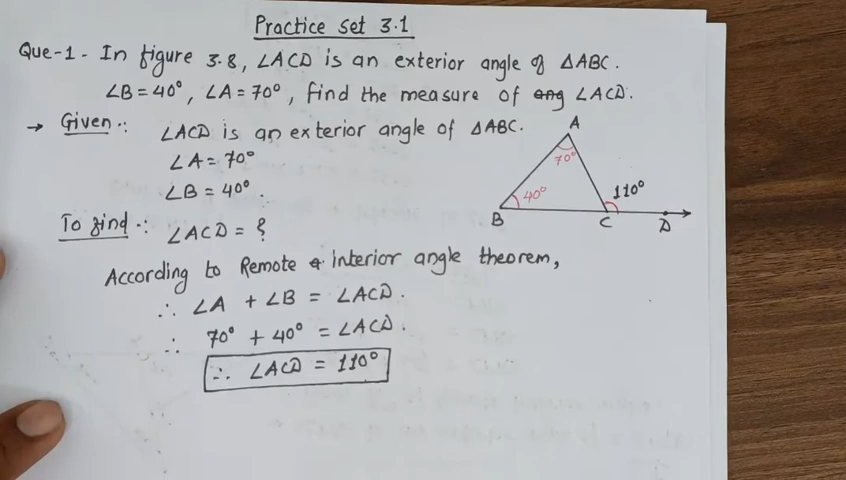 Practice set 3.1
Que-1. In figure 3.8, ∠ACD is an exterior angle of ΔABC.
∠B = 40°, ∠A = 70°, find the measure of ang ∠ACD.
→ Given:
∠ACD is an exterior angle of ΔABC.
∠A = 70°
∠B = 40°
To find:
∠ACD = ?
According to Remote interior angle theorem,
∴ ∠A + ∠B = ∠ACD.
∴ 70° + 40° = ∠ACD.
∴ ∠ACD = 110°
A
70°
40°
110°
B
C
D